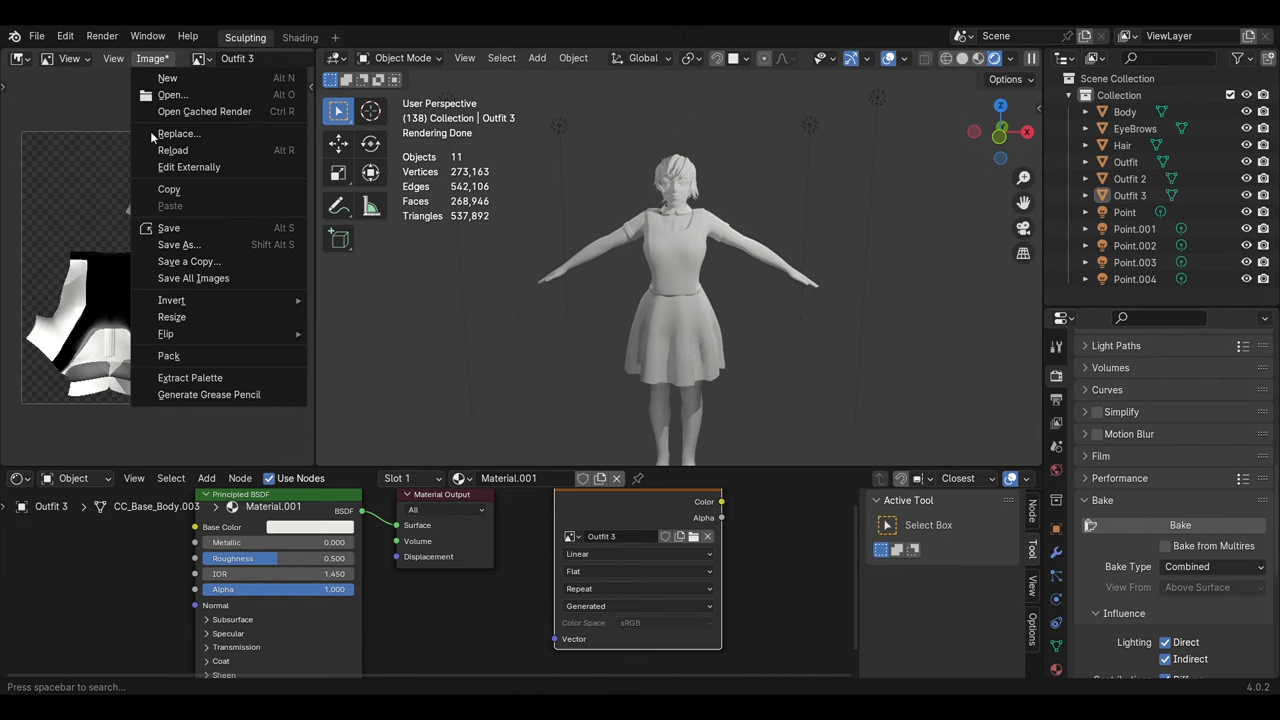 File Edit Render Window Help Sculpting Shading Scene ViewLayer
View View Image* Outfit 3
Object Mode View Select Add Object Global
Options
New Alt N
Open... Alt O
Open Cached Render Ctrl R
Replace...
Reload Alt R
Edit Externally
Copy
Paste
Save Alt S
Save As... Shift Alt S
Save a Copy...
Save All Images
Invert
Resize
Flip
Pack
Extract Palette
Generate Grease Pencil
User Perspective
(138) Collection | Outfit 3
Rendering Done
Objects 11
Vertices 273,163
Edges 542,106
Faces 268,946
Triangles 537,892
Z
X
Scene Collection
Collection
Body
EyeBrows
Hair
Outfit
Outfit 2
Outfit 3
Point
Point.001
Point.002
Point.003
Point.004
Light Paths
Volumes
Curves
Simplify
Motion Blur
Film
Performance
Bake
Bake
Bake from Multires
Bake Type Combined
View From Above Surface
Influence
Lighting Direct
Indirect
Object View Select Add Node Use Nodes Slot 1 Material.001 Closest
Outfit 3 CC_Base_Body.003 Material.001
Principled BSDF
BSDF
Base Color
Metallic 0.000
Roughness 0.500
IOR 1.450
Alpha 1.000
Normal
Subsurface
Specular
Transmission
Coat
Sheen
Material Output
All
Surface
Volume
Displacement
Color
Alpha
Outfit 3
Linear
Flat
Repeat
Generated
Color Space sRGB
Vector
Active Tool
Select Box
Node
Tool
View
Options
Press spacebar to search...
4.0.2